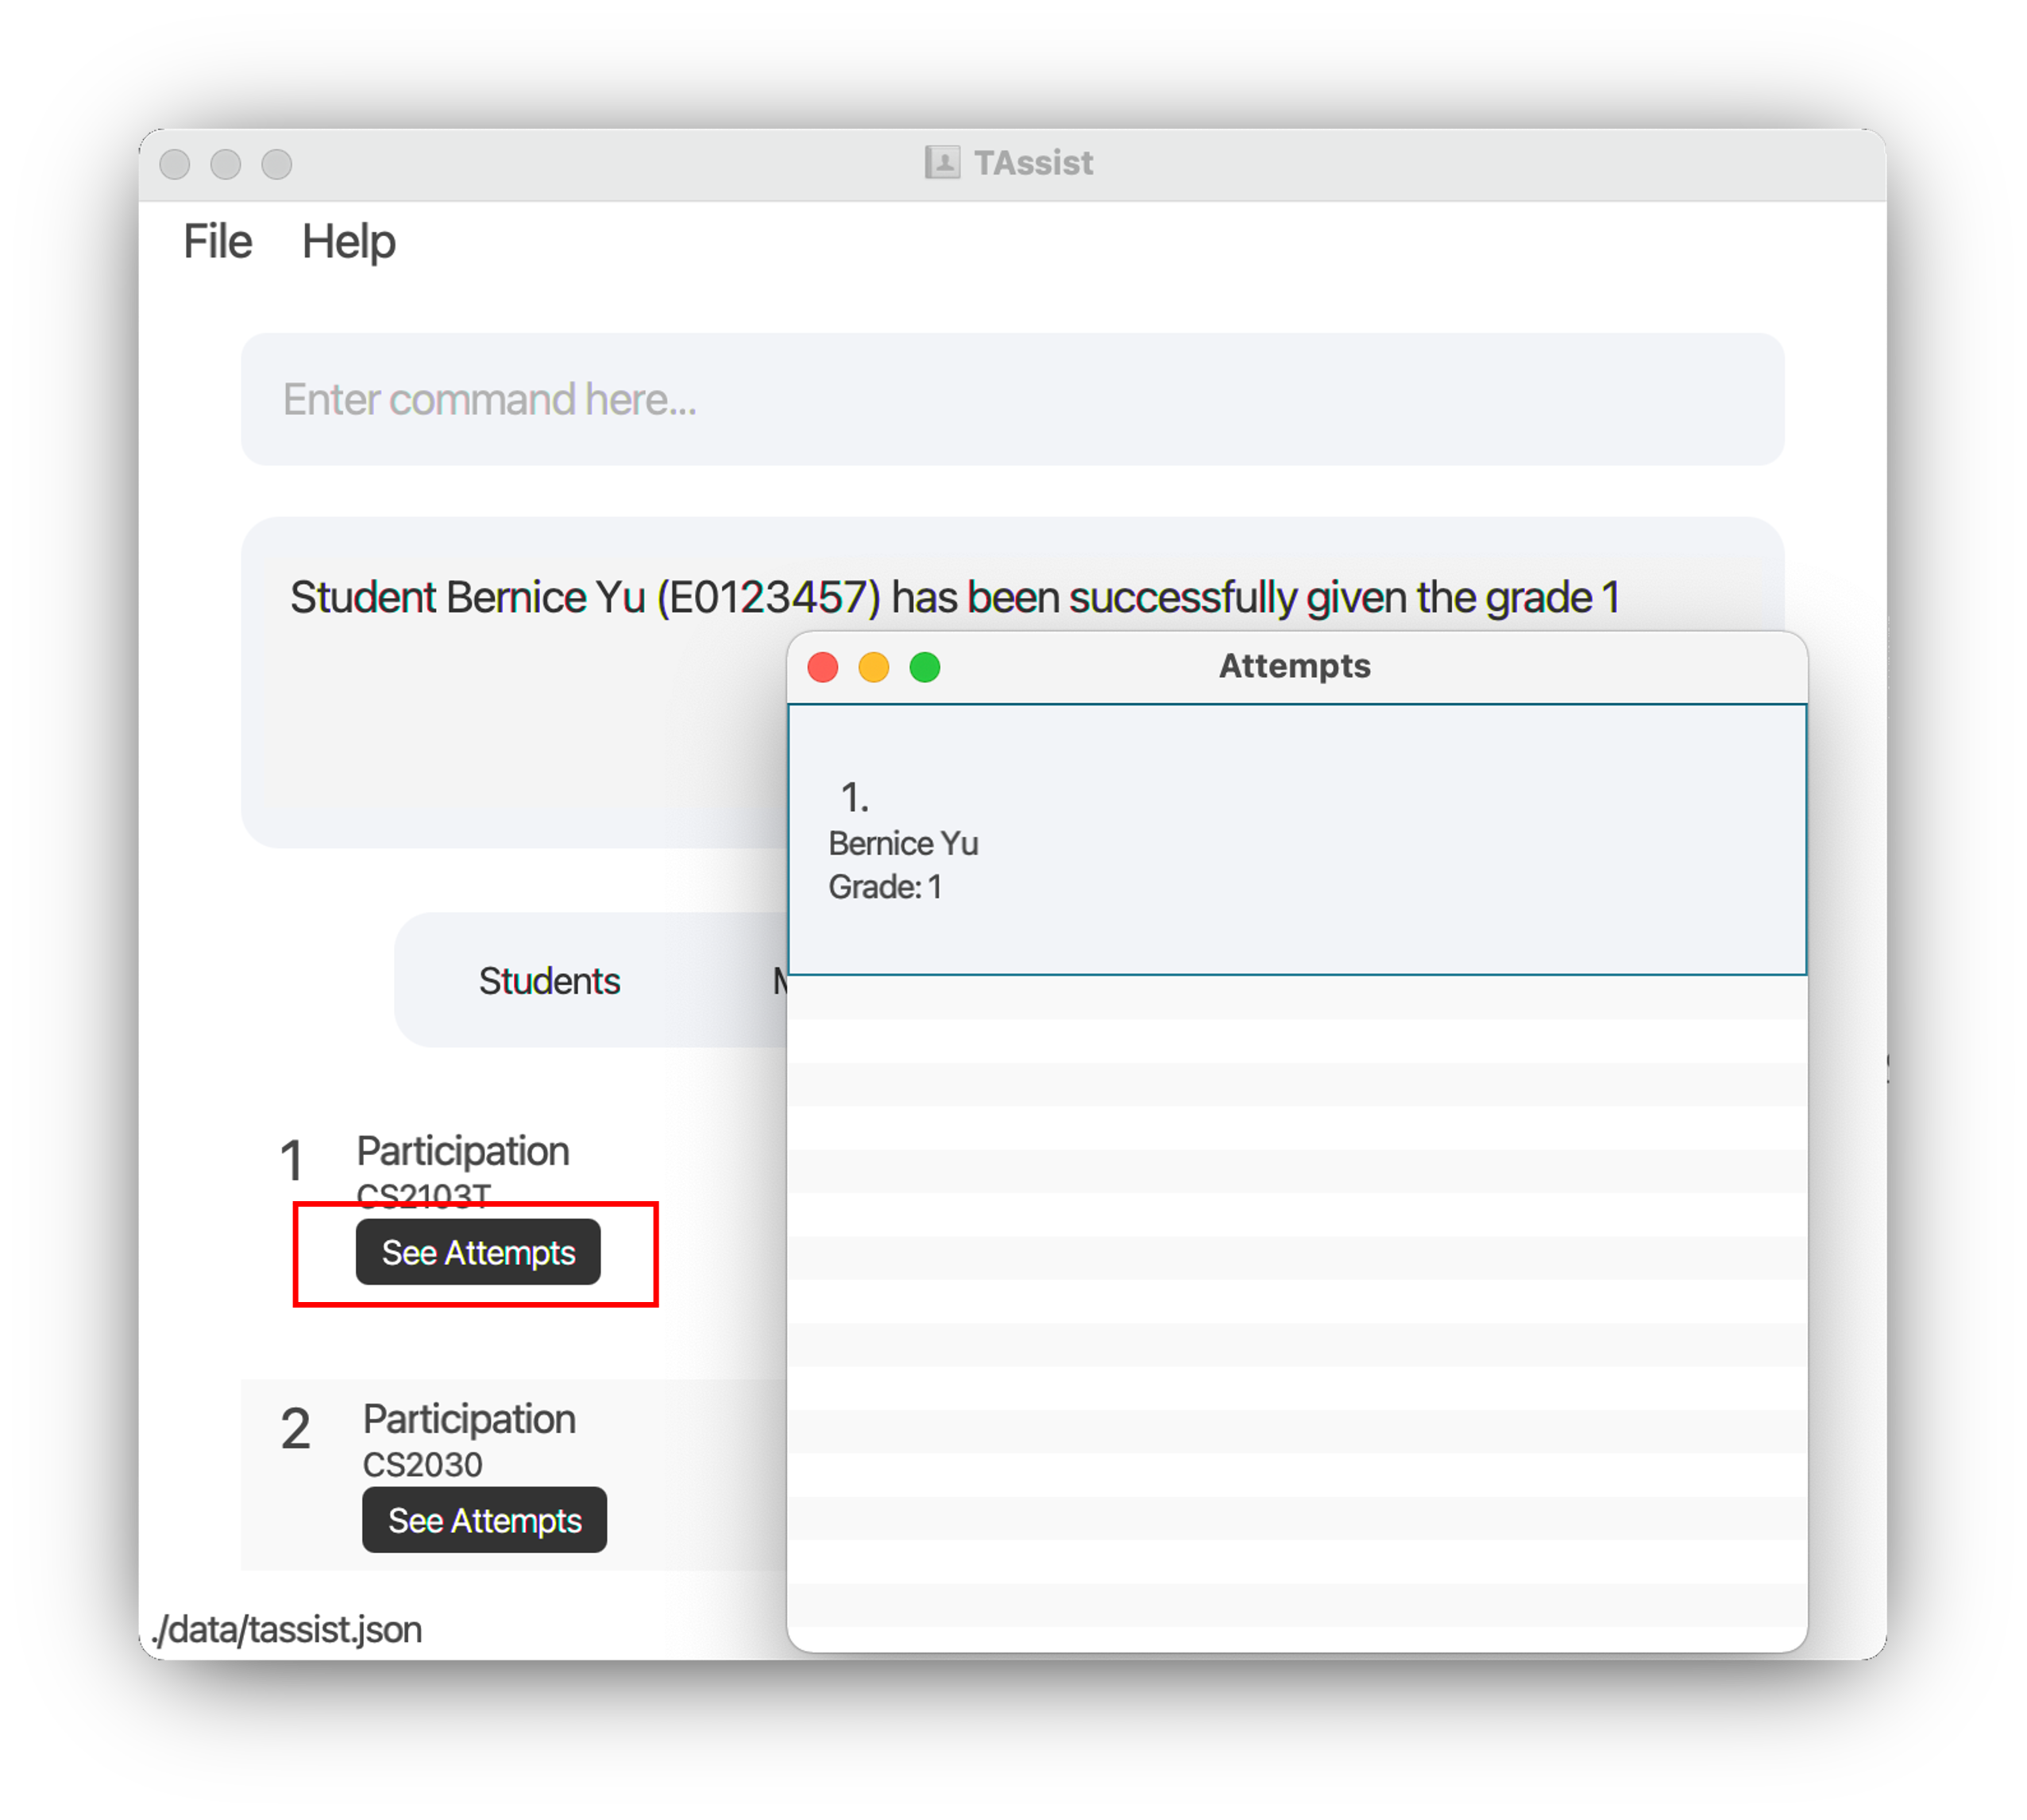 TAssist
File Help
Enter command here...
Student Bernice Yu (E0123457) has been successfully given the grade 1
Attempts
1.
Bernice Yu
Grade: 1
Students
1 Participation
CS2103T
See Attempts
2 Participation
CS2030
See Attempts
./data/tassist.json